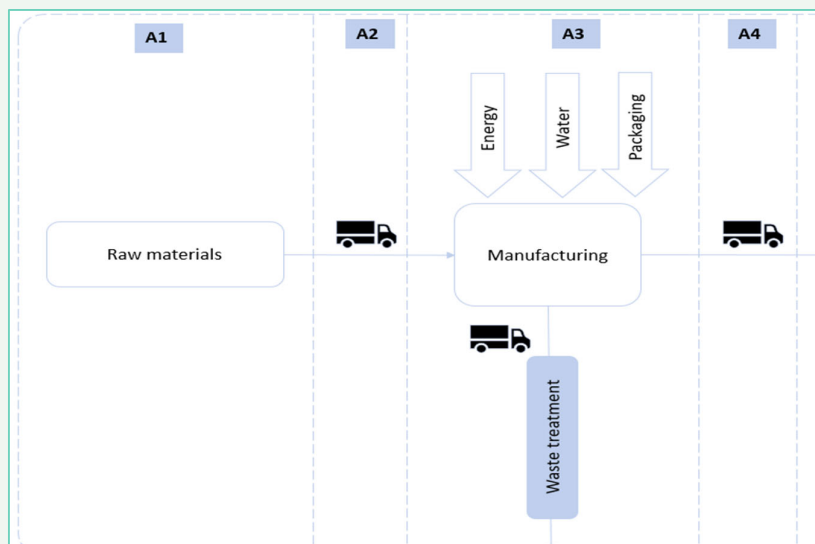 A1
A2
A3
A4
Energy
Water
Packaging
Raw materials
Manufacturing
Waste treatment